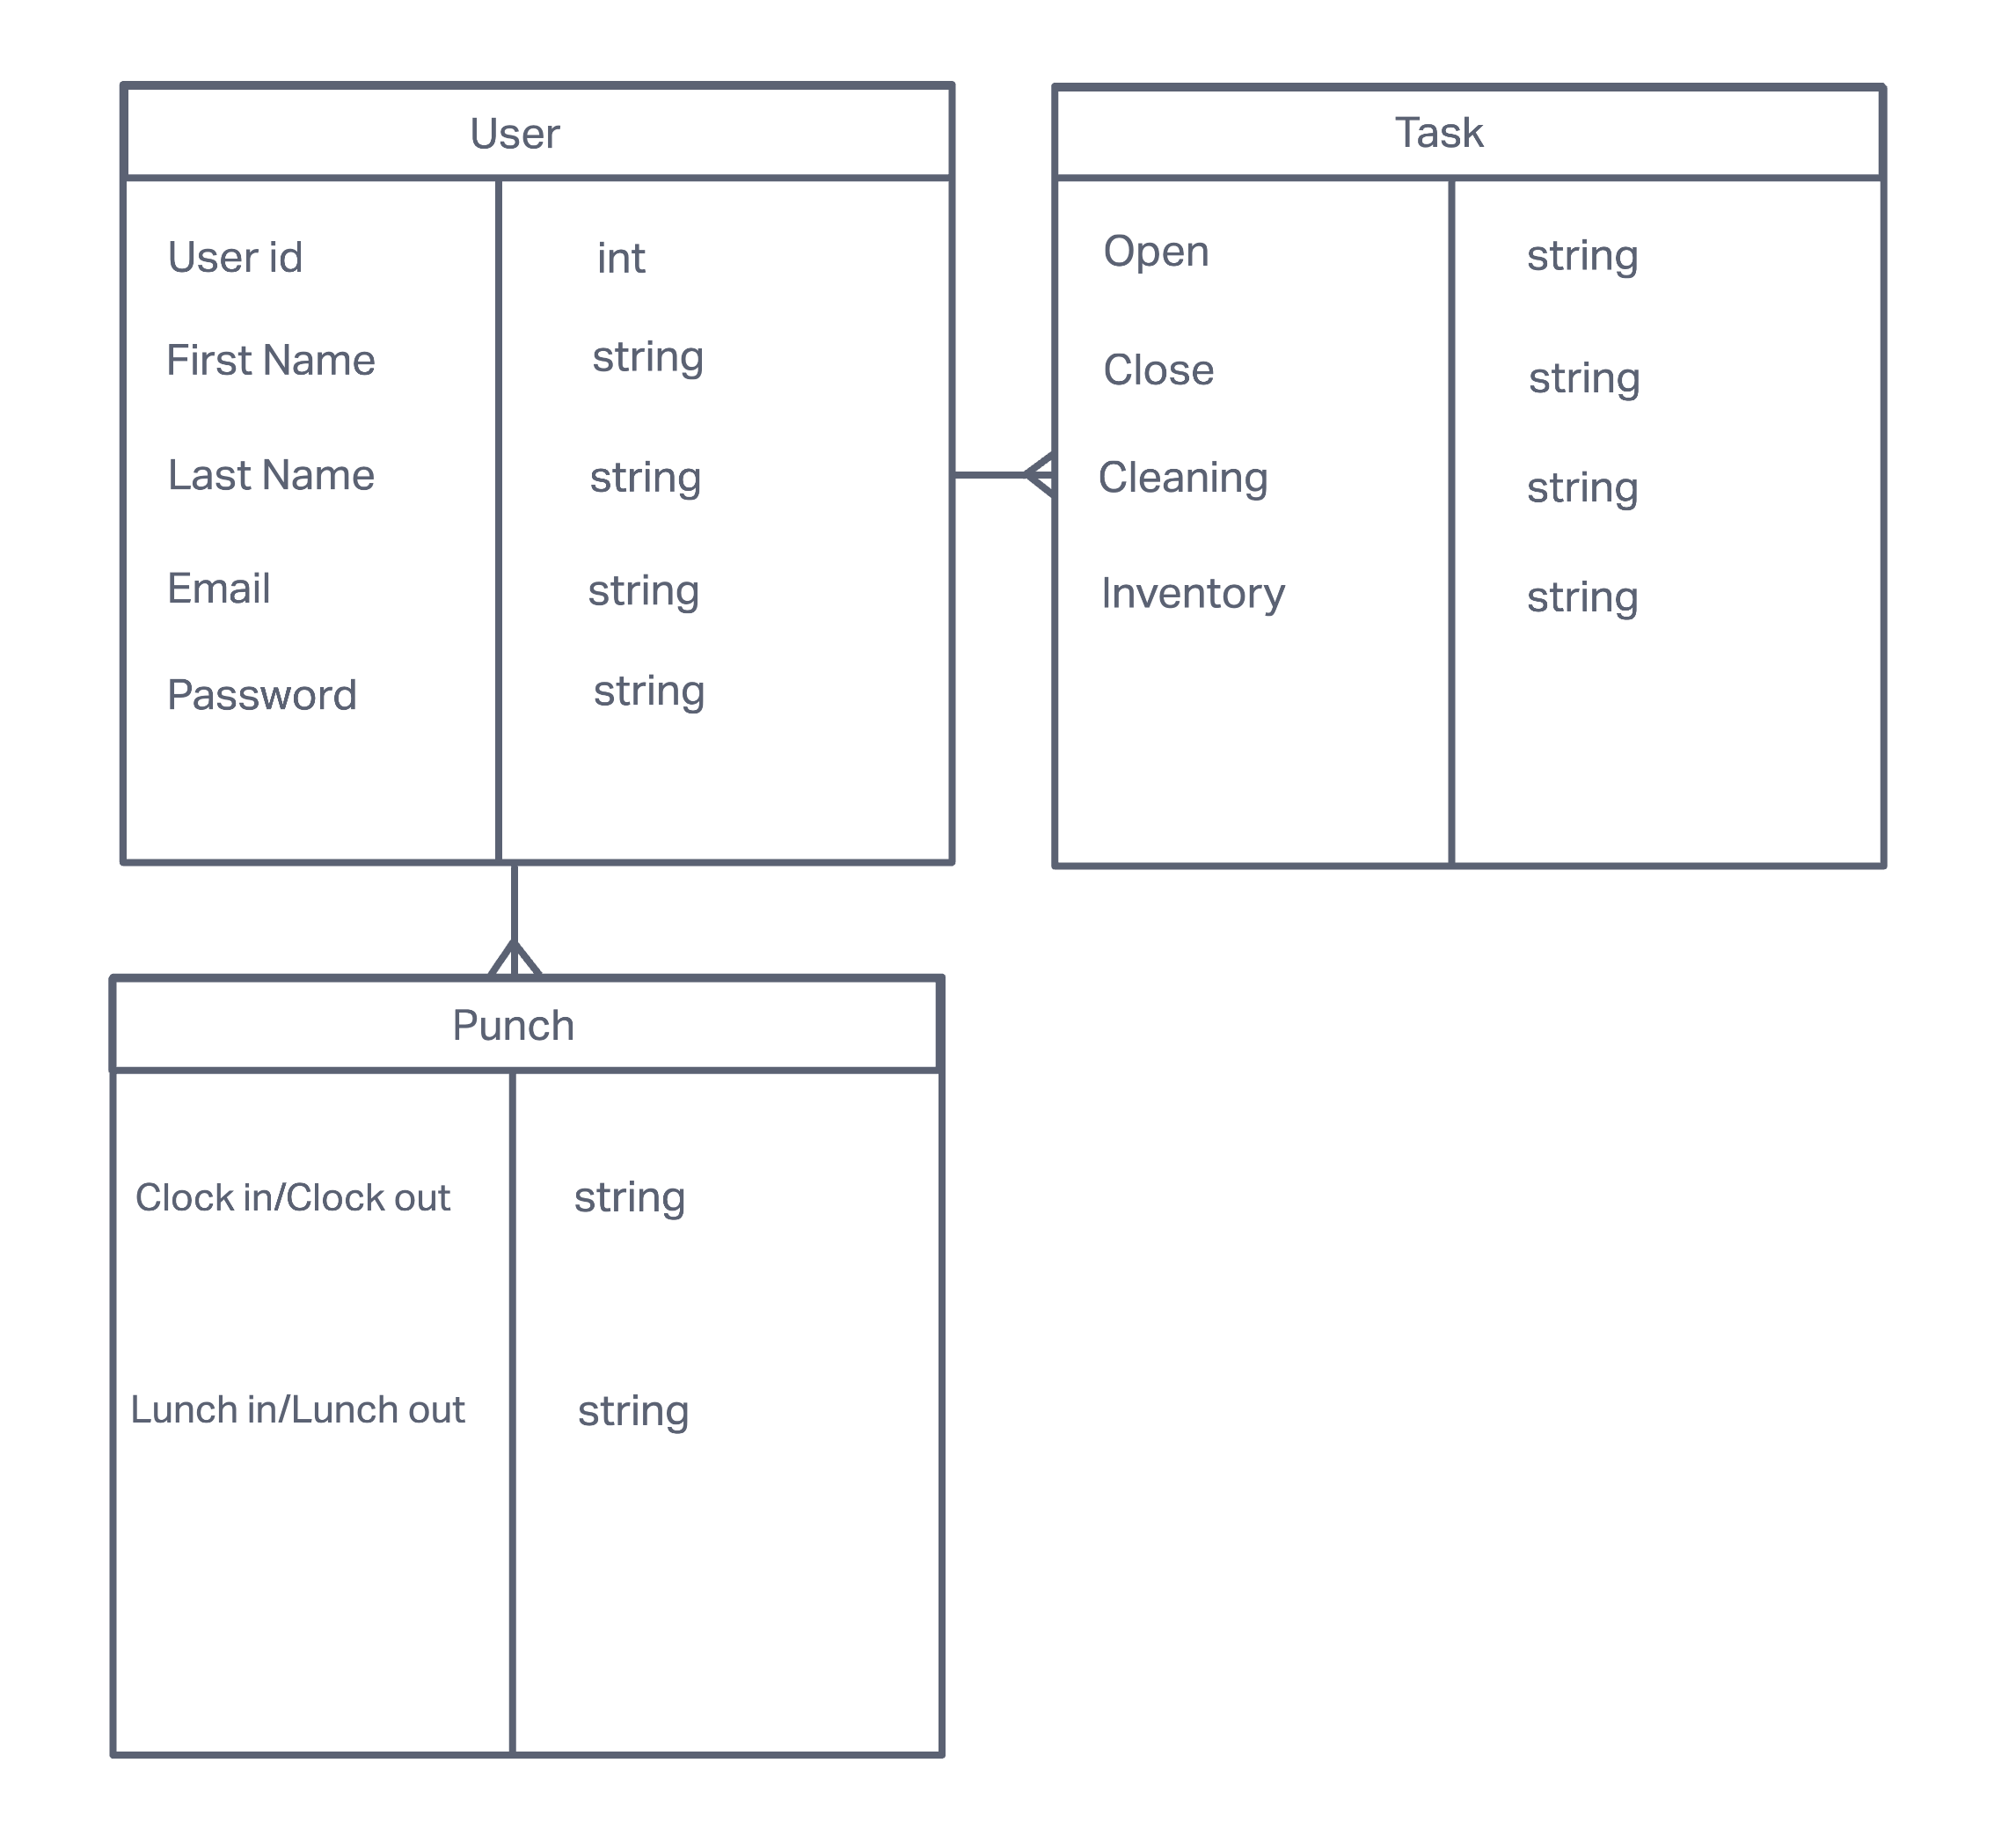 User
User id int
First Name string
Last Name string
Email string
Password string
Task
Open string
Close string
Cleaning string
Inventory string
Punch
Clock in/Clock out string
Lunch in/Lunch out string